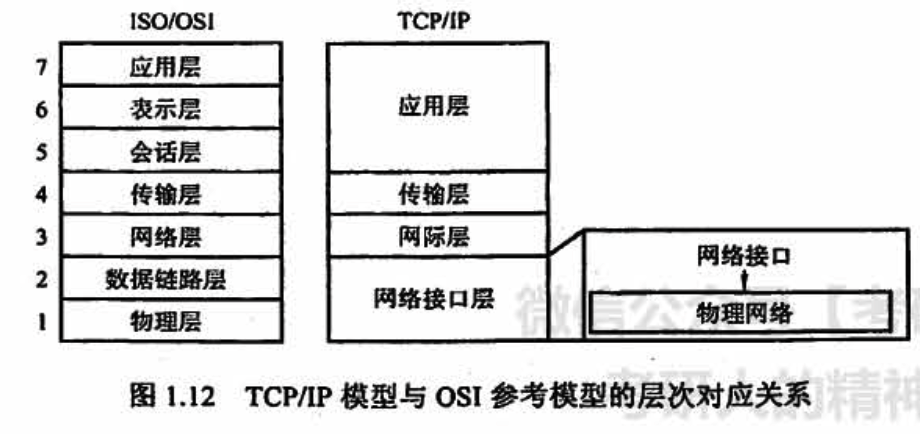 ISO/OSI TCP/IP
7 应用层
6 表示层 应用层
5 会话层
4 传输层 传输层
3 网络层 网际层
网络接口
2 数据链路层 网络接口层
1 物理层 物理网络
微信公众号【考
图 1.12 TCP/IP 模型与 OSI 参考模型的层次对应关系
考研人的精神